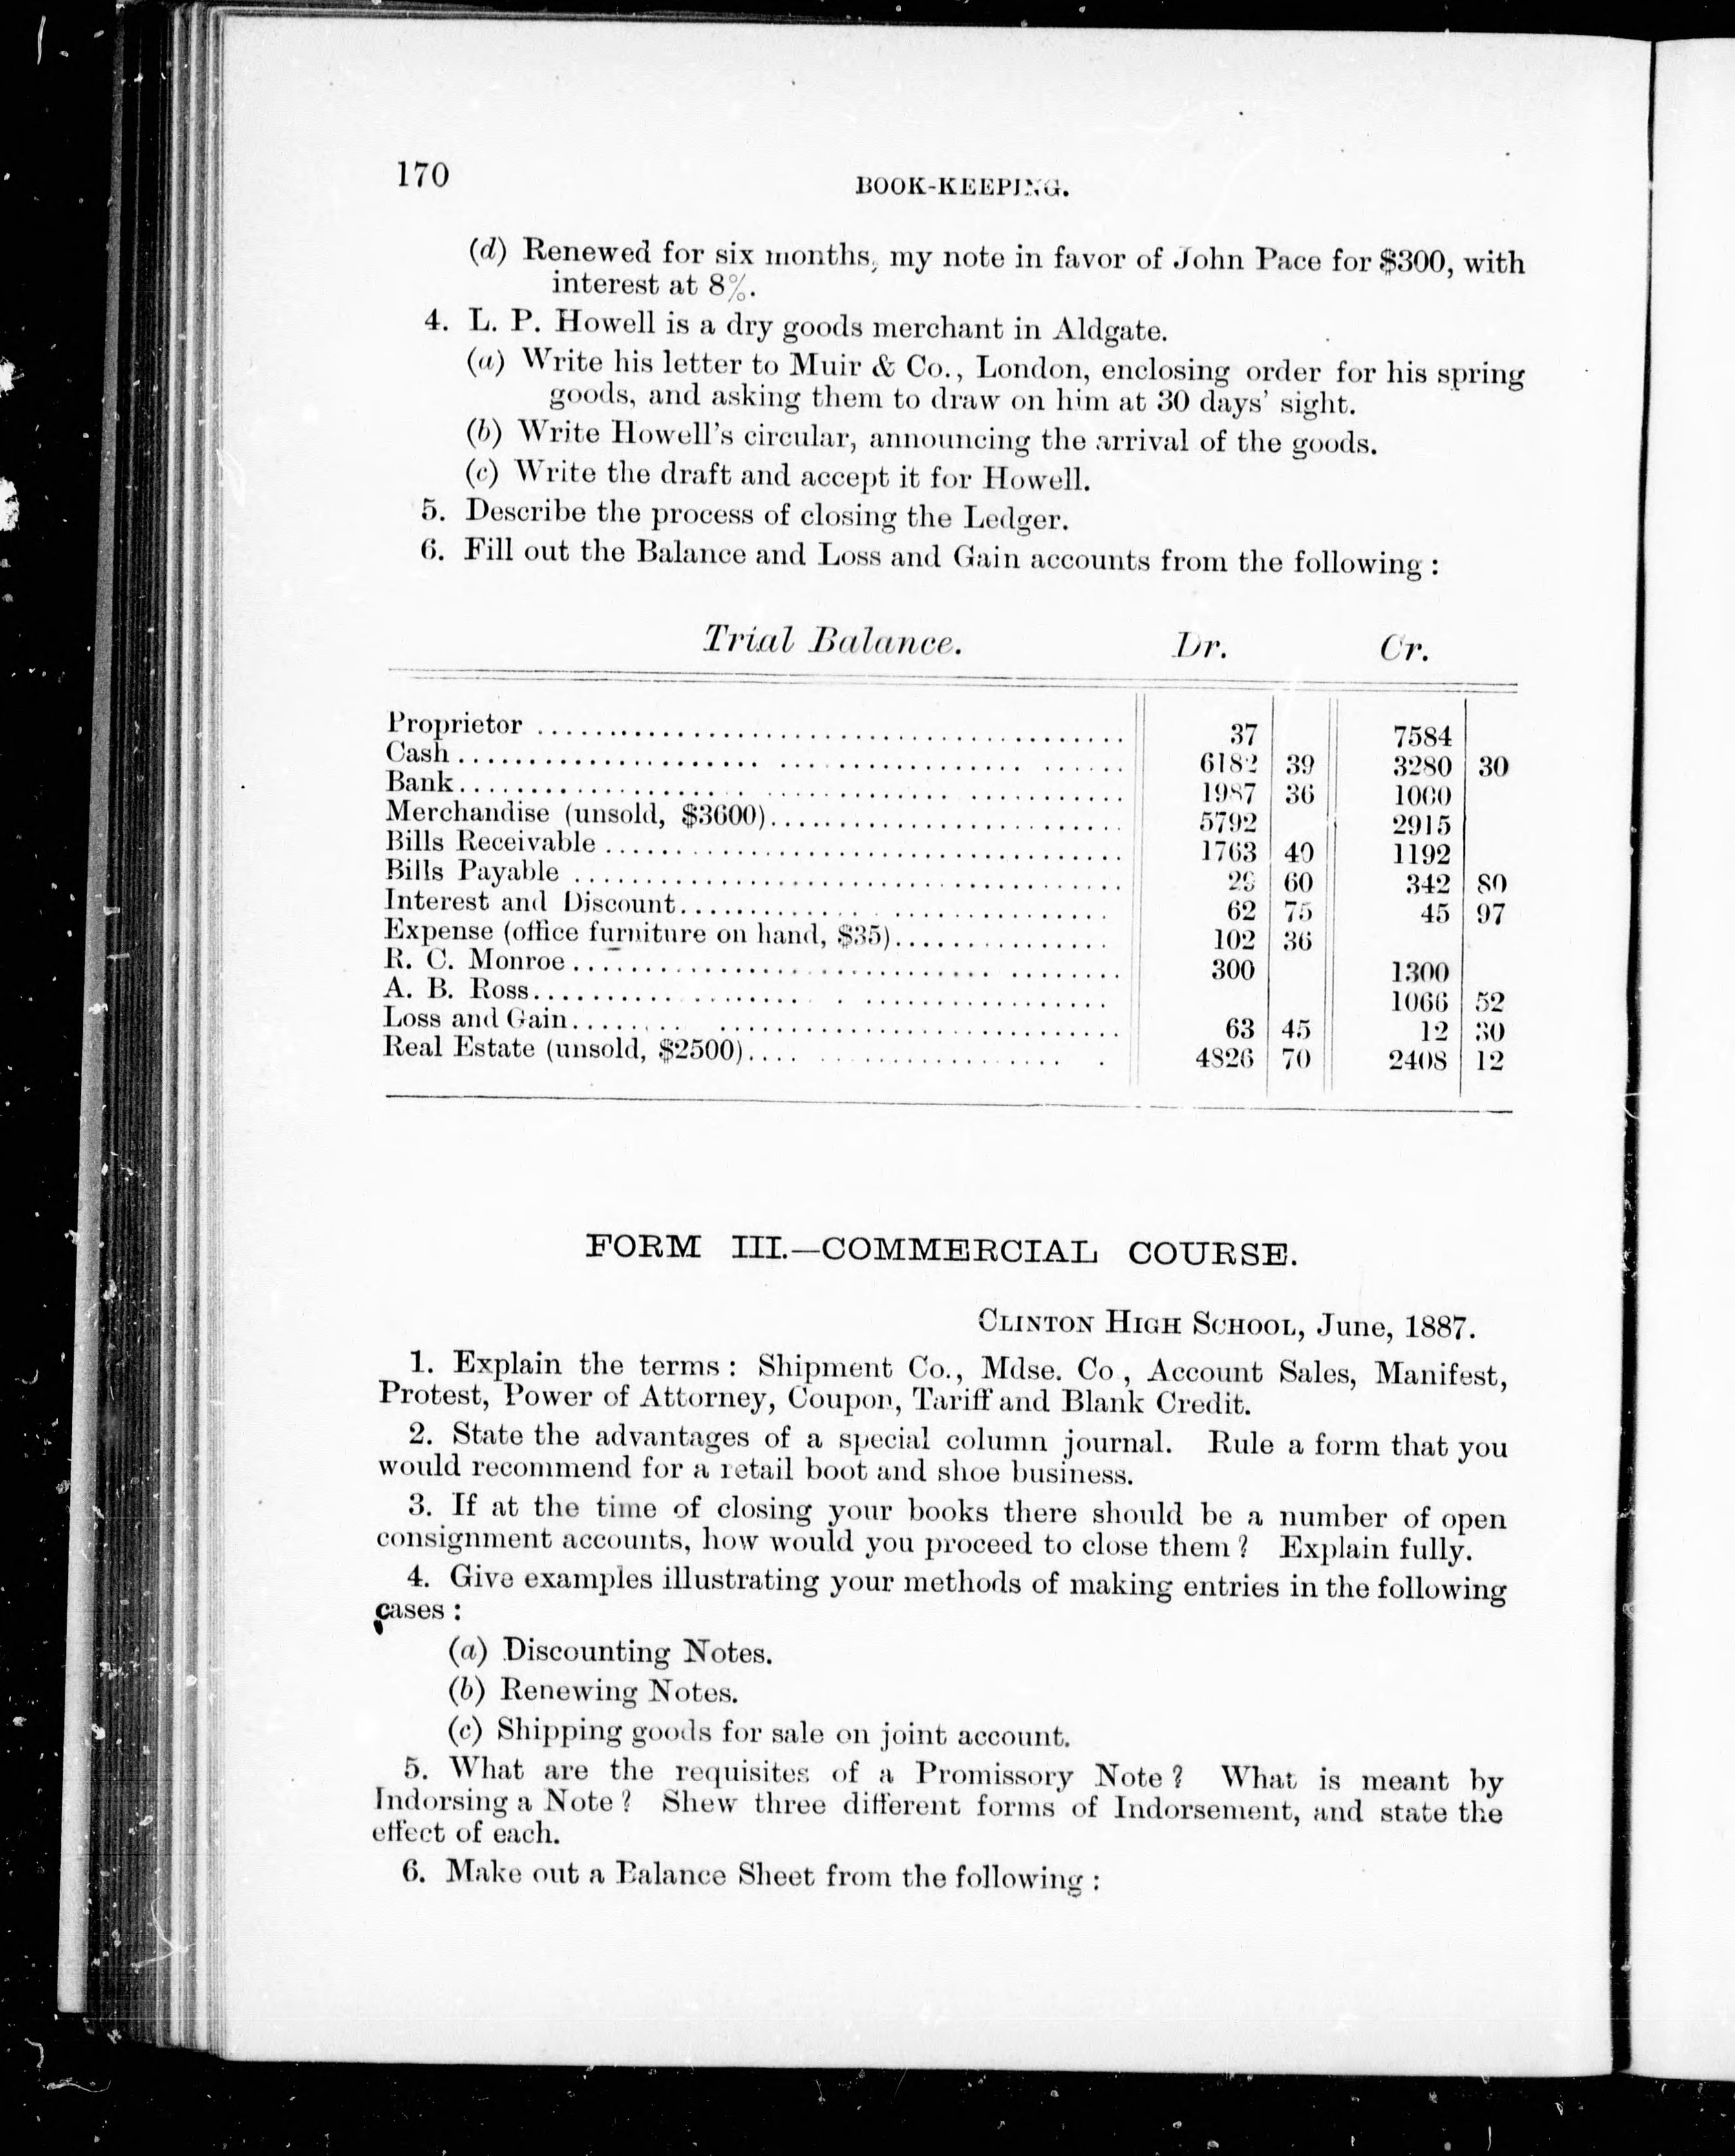 170
BOOK-KEEPING.
(d) Renewed for six months, my note in favor of John Pace for $300, with
interest at 8%.
4. L. P. Howell is a dry goods merchant in Aldgate.
(a) Write his letter to Muir & Co., London, enclosing order for his spring
goods, and asking them to draw on him at 30 days' sight.
(b) Write Howell's circular, announcing the arrival of the goods.
(c) Write the draft and accept it for Howell.
5. Describe the process of closing the Ledger.
6. Fill out the Balance and Loss and Gain accounts from the following :
Trial Balance. Dr. Cr.
Proprietor 37 7584
Cash 6182 39 3280 30
Bank 1987 36 1000
Merchandise (unsold, $3600) 5792 2915
Bills Receivable 1763 40 1192
Bills Payable 60 342 80
Interest and Discount 62 75 45 97
Expense (office furniture on hand, $35) 102 36
R. C. Monroe 300 1300
A. B. Ross 1066 52
Loss and Gain 63 45 12 30
Real Estate (unsold, $2500) 4826 70 2408 12
FORM III.—COMMERCIAL COURSE.
CLINTON HIGH SCHOOL, June, 1887.
1. Explain the terms : Shipment Co., Mdse. Co , Account Sales, Manifest,
Protest, Power of Attorney, Coupon, Tariff and Blank Credit.
2. State the advantages of a special column journal. Rule a form that you
would recommend for a retail boot and shoe business.
3. If at the time of closing your books there should be a number of open
consignment accounts, how would you proceed to close them ? Explain fully.
4. Give examples illustrating your methods of making entries in the following
cases :
(a) Discounting Notes.
(b) Renewing Notes.
(c) Shipping goods for sale on joint account.
5. What are the requisites of a Promissory Note ? What is meant by
Indorsing a Note ? Shew three different forms of Indorsement, and state the
effect of each.
6. Make out a Balance Sheet from the following :